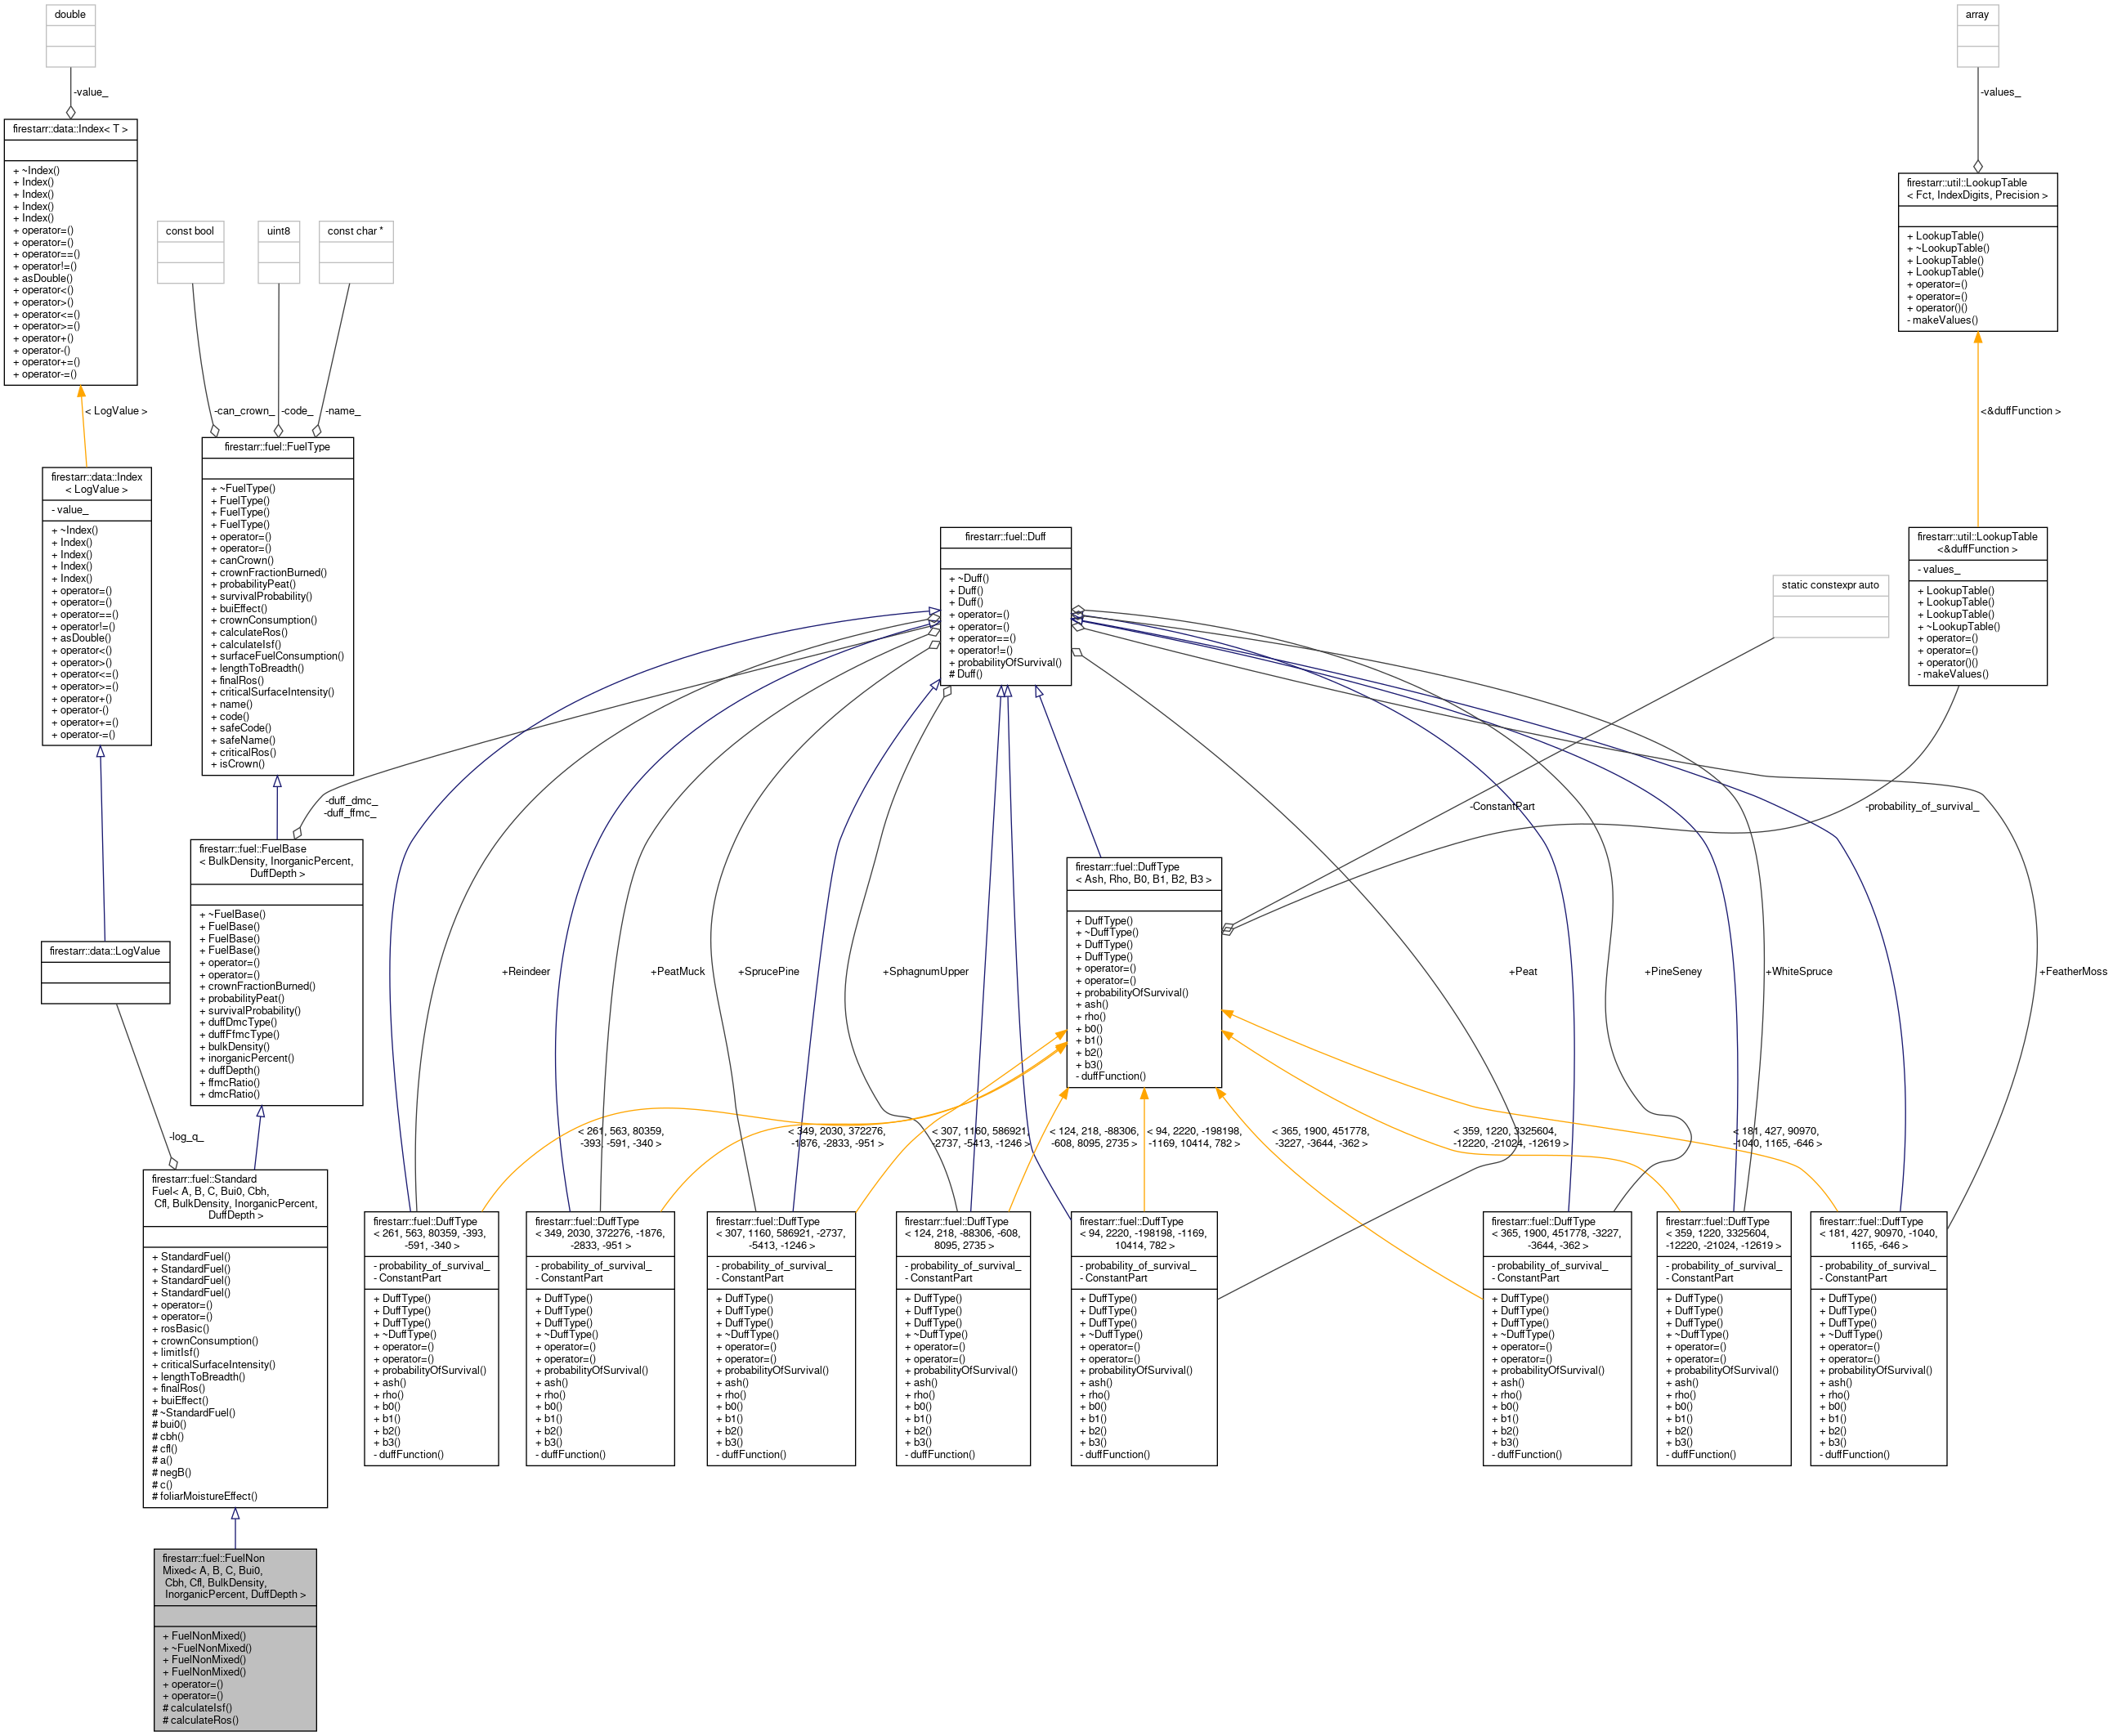 double
-value_
firestarr::data::Index< T >
+ ~Index()
+ Index()
+ Index()
+ Index()
+ Index()
+ operator=()
+ operator=()
+ operator==()
+ operator!=()
+ asDouble()
+ operator<()
+ operator>()
+ operator<=()
+ operator>=()
+ operator+()
+ operator-()
+ operator+=()
+ operator-=()
< LogValue >
firestarr::data::Index
< LogValue >
- value_
+ ~Index()
+ Index()
+ Index()
+ Index()
+ Index()
+ operator=()
+ operator=()
+ operator==()
+ operator!=()
+ asDouble()
+ operator<()
+ operator>()
+ operator<=()
+ operator>=()
+ operator+()
+ operator-()
+ operator+=()
+ operator-=()
firestarr::data::LogValue
-log_q_
const bool
uint8
const char *
-can_crown_
-code_
-name_
firestarr::fuel::FuelType
+ ~FuelType()
+ FuelType()
+ FuelType()
+ FuelType()
+ operator=()
+ operator=()
+ canCrown()
+ crownFractionBurned()
+ probabilityPeat()
+ survivalProbability()
+ buiEffect()
+ crownConsumption()
+ calculateRos()
+ calculateIsf()
+ surfaceFuelConsumption()
+ lengthToBreadth()
+ finalRos()
+ criticalSurfaceIntensity()
+ name()
+ code()
+ safeCode()
+ safeName()
+ criticalRos()
+ isCrown()
-duff_dmc_
-duff_ffmc_
firestarr::fuel::FuelBase
< BulkDensity, InorganicPercent,
DuffDepth >
+ ~FuelBase()
+ FuelBase()
+ FuelBase()
+ FuelBase()
+ operator=()
+ operator=()
+ crownFractionBurned()
+ probabilityPeat()
+ survivalProbability()
+ duffDmcType()
+ duffFfmcType()
+ bulkDensity()
+ inorganicPercent()
+ duffDepth()
+ ffmcRatio()
+ dmcRatio()
firestarr::fuel::Standard
Fuel< A, B, C, Bui0, Cbh,
Cfl, BulkDensity, InorganicPercent,
DuffDepth >
+ StandardFuel()
+ StandardFuel()
+ StandardFuel()
+ StandardFuel()
+ operator=()
+ operator=()
+ rosBasic()
+ crownConsumption()
+ limitIsf()
+ criticalSurfaceIntensity()
+ lengthToBreadth()
+ finalRos()
+ buiEffect()
# ~StandardFuel()
# bui0()
# cbh()
# cfl()
# a()
# negB()
# c()
# foliarMoistureEffect()
firestarr::fuel::FuelNon
Mixed< A, B, C, Bui0,
Cbh, Cfl, BulkDensity,
InorganicPercent, DuffDepth >
+ FuelNonMixed()
+ ~FuelNonMixed()
+ FuelNonMixed()
+ FuelNonMixed()
+ operator=()
+ operator=()
# calculateIsf()
# calculateRos()
firestarr::fuel::Duff
+ ~Duff()
+ Duff()
+ Duff()
+ operator=()
+ operator=()
+ operator==()
+ operator!=()
+ probabilityOfSurvival()
# Duff()
array
-values_
firestarr::util::LookupTable
< Fct, IndexDigits, Precision >
+ LookupTable()
+ ~LookupTable()
+ LookupTable()
+ LookupTable()
+ operator=()
+ operator=()
+ operator()()
- makeValues()
<&duffFunction >
firestarr::util::LookupTable
<&duffFunction >
- values_
+ LookupTable()
+ LookupTable()
+ LookupTable()
+ ~LookupTable()
+ operator=()
+ operator=()
+ operator()()
- makeValues()
static constexpr auto
-ConstantPart
-probability_of_survival_
firestarr::fuel::DuffType
< Ash, Rho, B0, B1, B2, B3 >
+ DuffType()
+ ~DuffType()
+ DuffType()
+ DuffType()
+ operator=()
+ operator=()
+ probabilityOfSurvival()
+ ash()
+ rho()
+ b0()
+ b1()
+ b2()
+ b3()
- duffFunction()
+Reindeer
+PeatMuck
+SprucePine
+SphagnumUpper
+Peat
+PineSeney
+WhiteSpruce
+FeatherMoss
< 261, 563, 80359,
-393, -591, -340 >
< 349, 2030, 372276,
-1876, -2833, -951 >
< 307, 1160, 586921,
-2737, -5413, -1246 >
< 124, 218, -88306,
-608, 8095, 2735 >
< 94, 2220, -198198,
-1169, 10414, 782 >
< 365, 1900, 451778,
-3227, -3644, -362 >
< 359, 1220, 3325604,
-12220, -21024, -12619 >
< 181, 427, 90970,
-1040, 1165, -646 >
firestarr::fuel::DuffType
< 261, 563, 80359, -393,
-591, -340 >
- probability_of_survival_
- ConstantPart
+ DuffType()
+ DuffType()
+ DuffType()
+ ~DuffType()
+ operator=()
+ operator=()
+ probabilityOfSurvival()
+ ash()
+ rho()
+ b0()
+ b1()
+ b2()
+ b3()
- duffFunction()
firestarr::fuel::DuffType
< 349, 2030, 372276, -1876,
-2833, -951 >
- probability_of_survival_
- ConstantPart
+ DuffType()
+ DuffType()
+ DuffType()
+ ~DuffType()
+ operator=()
+ operator=()
+ probabilityOfSurvival()
+ ash()
+ rho()
+ b0()
+ b1()
+ b2()
+ b3()
- duffFunction()
firestarr::fuel::DuffType
< 307, 1160, 586921, -2737,
-5413, -1246 >
- probability_of_survival_
- ConstantPart
+ DuffType()
+ DuffType()
+ DuffType()
+ ~DuffType()
+ operator=()
+ operator=()
+ probabilityOfSurvival()
+ ash()
+ rho()
+ b0()
+ b1()
+ b2()
+ b3()
- duffFunction()
firestarr::fuel::DuffType
< 124, 218, -88306, -608,
8095, 2735 >
- probability_of_survival_
- ConstantPart
+ DuffType()
+ DuffType()
+ DuffType()
+ ~DuffType()
+ operator=()
+ operator=()
+ probabilityOfSurvival()
+ ash()
+ rho()
+ b0()
+ b1()
+ b2()
+ b3()
- duffFunction()
firestarr::fuel::DuffType
< 94, 2220, -198198, -1169,
10414, 782 >
- probability_of_survival_
- ConstantPart
+ DuffType()
+ DuffType()
+ DuffType()
+ ~DuffType()
+ operator=()
+ operator=()
+ probabilityOfSurvival()
+ ash()
+ rho()
+ b0()
+ b1()
+ b2()
+ b3()
- duffFunction()
firestarr::fuel::DuffType
< 365, 1900, 451778, -3227,
-3644, -362 >
- probability_of_survival_
- ConstantPart
+ DuffType()
+ DuffType()
+ DuffType()
+ ~DuffType()
+ operator=()
+ operator=()
+ probabilityOfSurvival()
+ ash()
+ rho()
+ b0()
+ b1()
+ b2()
+ b3()
- duffFunction()
firestarr::fuel::DuffType
< 359, 1220, 3325604,
-12220, -21024, -12619 >
- probability_of_survival_
- ConstantPart
+ DuffType()
+ DuffType()
+ DuffType()
+ ~DuffType()
+ operator=()
+ operator=()
+ probabilityOfSurvival()
+ ash()
+ rho()
+ b0()
+ b1()
+ b2()
+ b3()
- duffFunction()
firestarr::fuel::DuffType
< 181, 427, 90970, -1040,
1165, -646 >
- probability_of_survival_
- ConstantPart
+ DuffType()
+ DuffType()
+ DuffType()
+ ~DuffType()
+ operator=()
+ operator=()
+ probabilityOfSurvival()
+ ash()
+ rho()
+ b0()
+ b1()
+ b2()
+ b3()
- duffFunction()